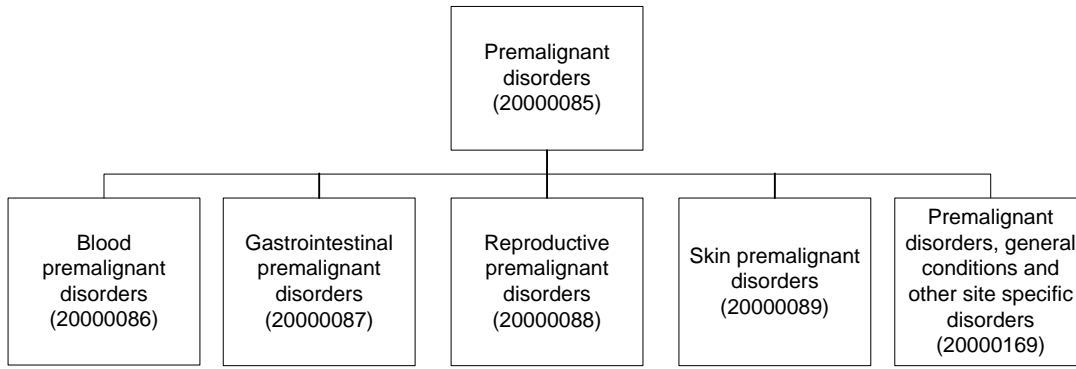 Premalignant
disorders
(20000085)
Blood
premalignant
disorders
(20000086)
Gastrointestinal
premalignant
disorders
(20000087)
Reproductive
premalignant
disorders
(20000088)
Skin premalignant
disorders
(20000089)
Premalignant
disorders, general
conditions and
other site specific
disorders
(20000169)